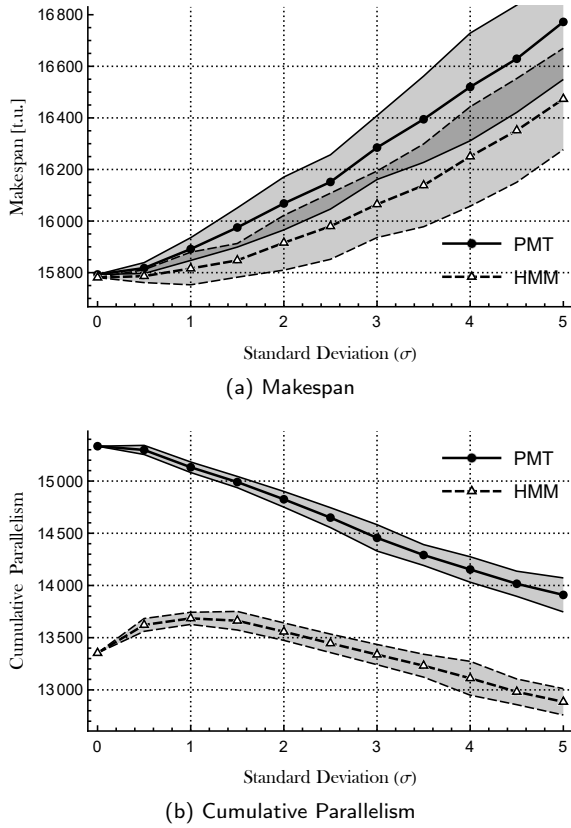 16800
16600
16400
16200
16000
15800
Makespan [t.u.]
PMT
HMM
0 1 2 3 4 5
Standard Deviation (σ)
(a) Makespan
15000
14500
14000
13500
13000
Cumulative Parallelism
PMT
HMM
0 1 2 3 4 5
Standard Deviation (σ)
(b) Cumulative Parallelism